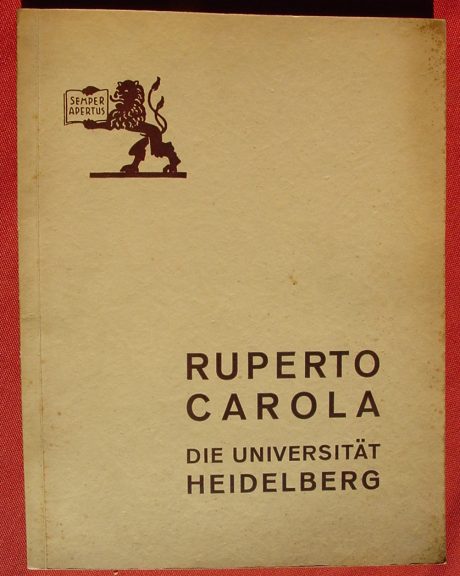 SEMPER
APERTUS
RUPERTO
CAROLA
DIE UNIVERSITÄT
HEIDELBERG